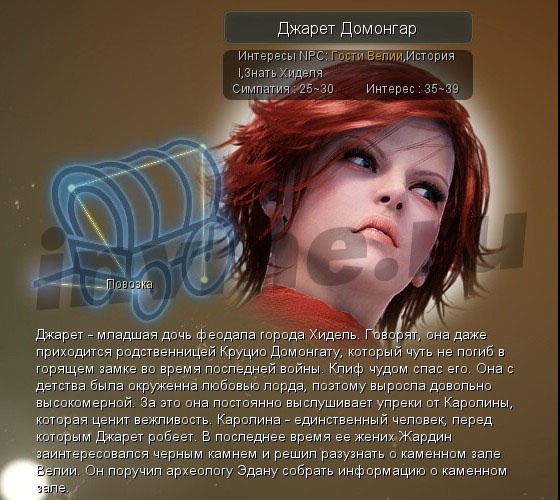 Джарет Домонгар
Интересы NPC: Гости Велии,История
I,Знать Хиделя
Симпатия : 25~30 Интерес : 35~39
Повозка
Джарет - младшая дочь феодала города Хидель. Говорят, она даже
приходится родственницей Круцио Домонгату, который чуть не погиб в
горящем замке во время последней войны. Клиф чудом спас его. Она с
детства была окруженна любовью лорда, поэтому выросла довольно
высокомерной. За это она постоянно выслушивает упреки от Каролины,
которая ценит вежливость. Каролина - единственный человек, перед
которым Джарет робеет. В последнее время ее жених Жардин
заинтересовался черным камнем и решил разузнать о каменном зале
Велии. Он поручил археологу Эдану собрать информацию о каменном
зале.